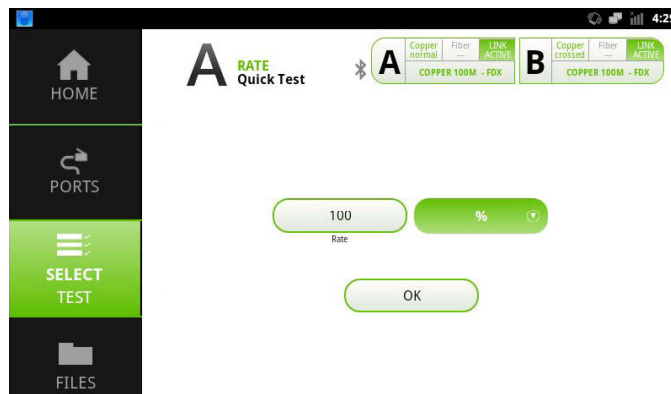 4:29
HOME
PORTS
SELECT
TEST
FILES
A
RATE
Quick Test
A
Copper
normal
Fiber
---
LINK
ACTIVE
COPPER 100M - FDX
B
Copper
crossed
Fiber
---
LINK
ACTIVE
COPPER 100M - FDX
100
%
Rate
OK